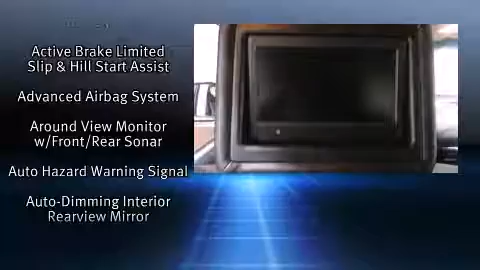 Active Brake Limited
Slip & Hill Start Assist
Advanced Airbag System
Around View Monitor
w/Front/Rear Sonar
Auto Hazard Warning Signal
Auto-Dimming Interior
Rearview Mirror